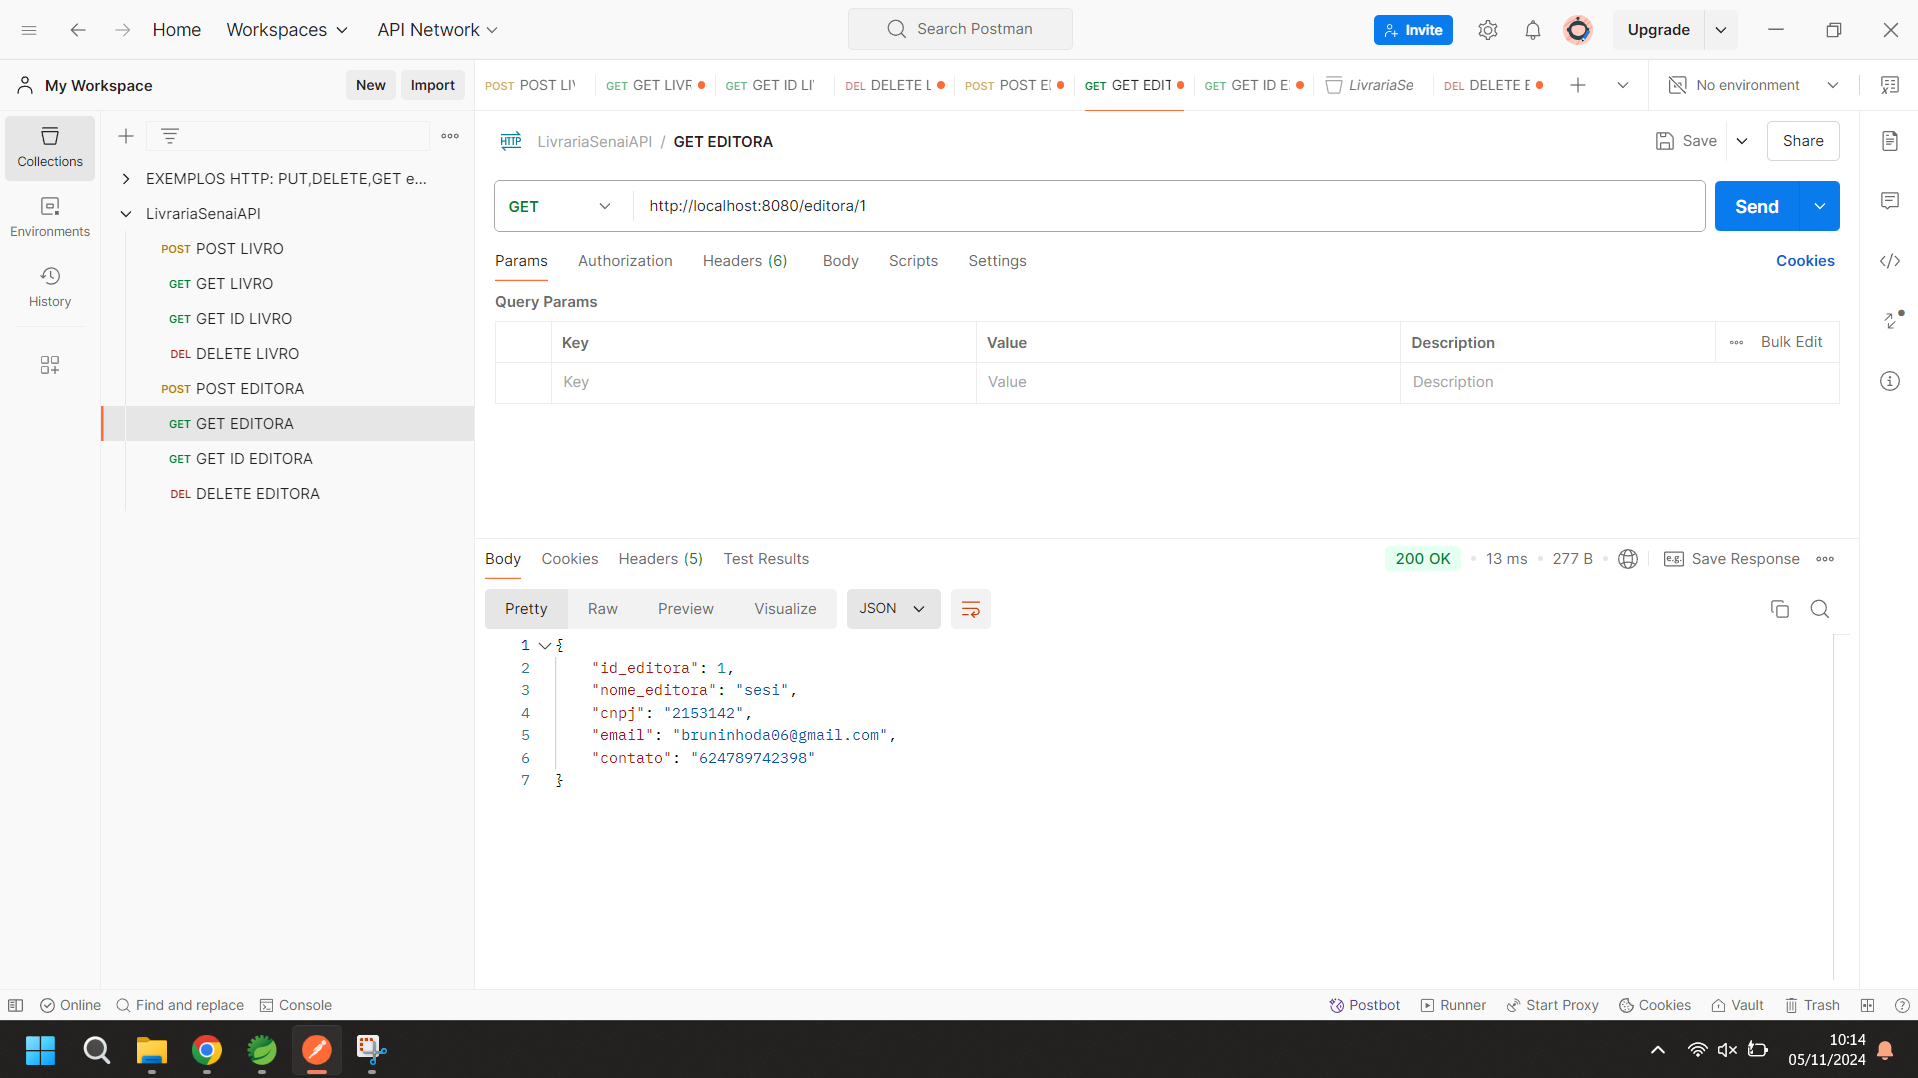 Home Workspaces API Network Search Postman Invite Upgrade
My Workspace New Import
POST POST LIV GET GET LIVR GET GET ID LI DEL DELETE L POST POST E GET GET EDIT GET GET ID E LivrariaSe DEL DELETE E No environment
Collections
Environments
History
EXEMPLOS HTTP: PUT,DELETE,GET e...
LivrariaSenaiAPI
POST POST LIVRO
GET GET LIVRO
GET GET ID LIVRO
DEL DELETE LIVRO
POST POST EDITORA
GET GET EDITORA
GET GET ID EDITORA
DEL DELETE EDITORA
HTTP LivrariaSenaiAPI / GET EDITORA Save Share
GET http://localhost:8080/editora/1 Send
Params Authorization Headers (6) Body Scripts Settings Cookies
Query Params
Key Value Description Bulk Edit
Key Value Description
Body Cookies Headers (5) Test Results 200 OK 13 ms 277 B e.g. Save Response
Pretty Raw Preview Visualize JSON
1 {
2 "id_editora": 1,
3 "nome_editora": "sesi",
4 "cnpj": "2153142",
5 "email": "bruninhoda06@gmail.com",
6 "contato": "624789742398"
7 }
Online Find and replace Console Postbot Runner Start Proxy Cookies Vault Trash
10:14
05/11/2024